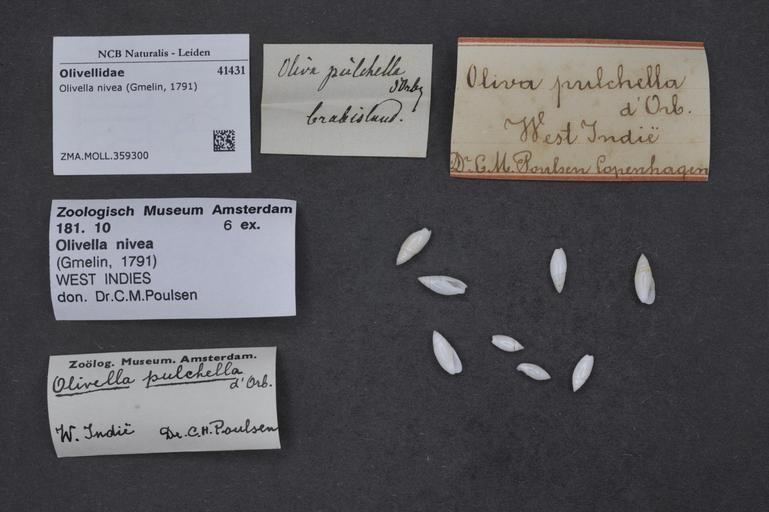 NCB Naturalis - Leiden
Olivellidae 41431
Olivella nivea (Gmelin, 1791)
ZMA.MOLL.359300
Oliva pulchella
d'Orby
Crabisland.
Oliva pulchella
d'Orb.
West Indië
Dr. C. M. Poulsen Copenhagen
Zoologisch Museum Amsterdam
181. 10 6 ex.
Olivella nivea
(Gmelin, 1791)
WEST INDIES
don. Dr.C.M.Poulsen
Zoölog. Museum. Amsterdam.
Olivella pulchella
d'Orb.
W. Indië Dr. C. H. Poulsen